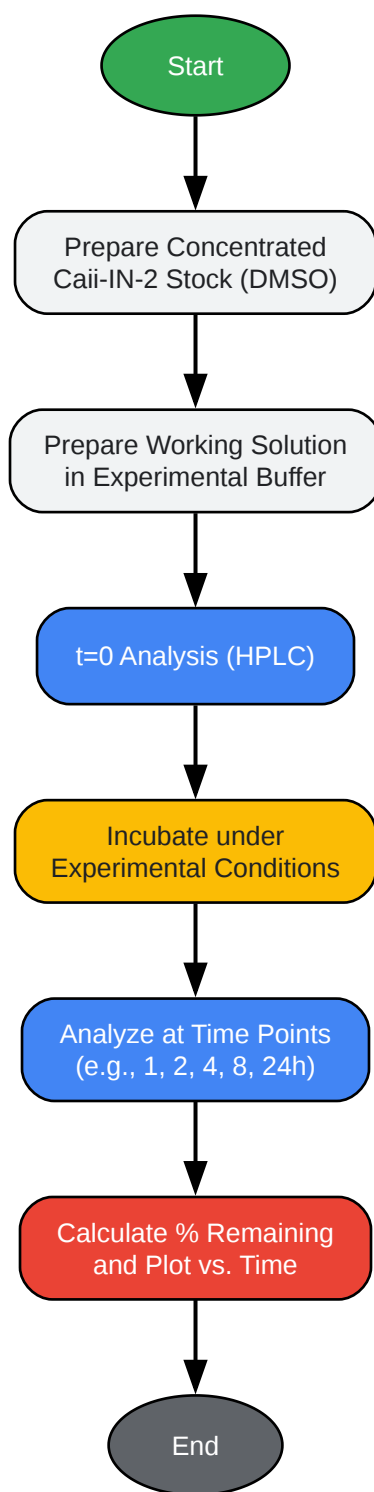 Start
Prepare Concentrated
Caii-IN-2 Stock (DMSO)
Prepare Working Solution
in Experimental Buffer
t=0 Analysis (HPLC)
Incubate under
Experimental Conditions
Analyze at Time Points
(e.g., 1, 2, 4, 8, 24h)
Calculate % Remaining
and Plot vs. Time
End